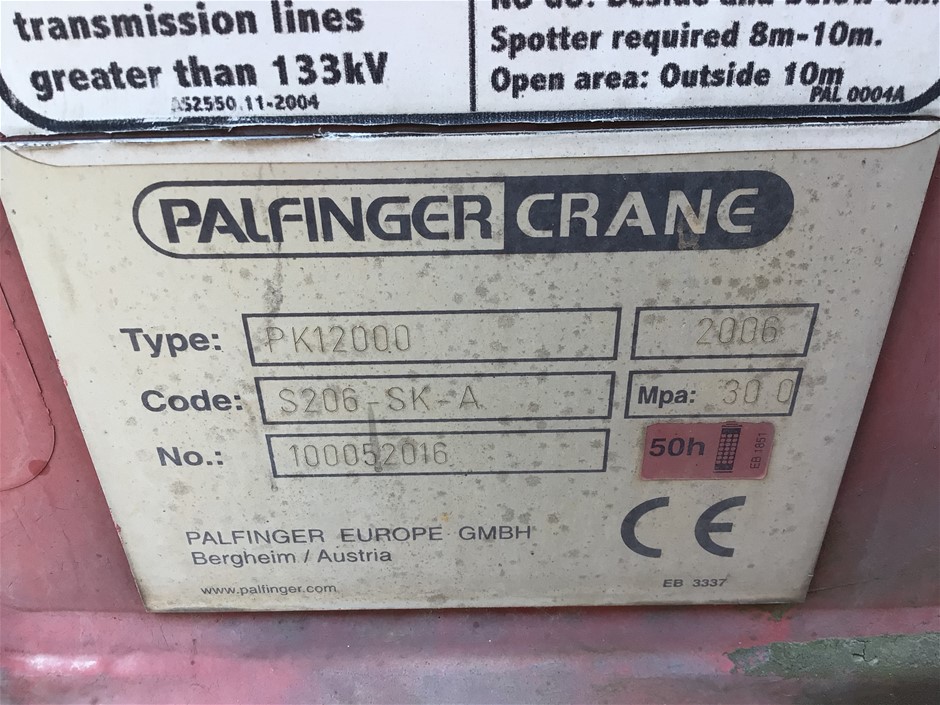 transmission lines
greater than 133kV
AS2550.11-2004
Spotter required 8m-10m.
Open area: Outside 10m
PAL 0004A
PALFINGER CRANE
Type: PK12000 2006
Code: S206-SK-A Mpa: 30 0
No.: 100052016 50h EB 1851
PALFINGER EUROPE GMBH
Bergheim / Austria
CE
www.palfinger.com
EB 3337